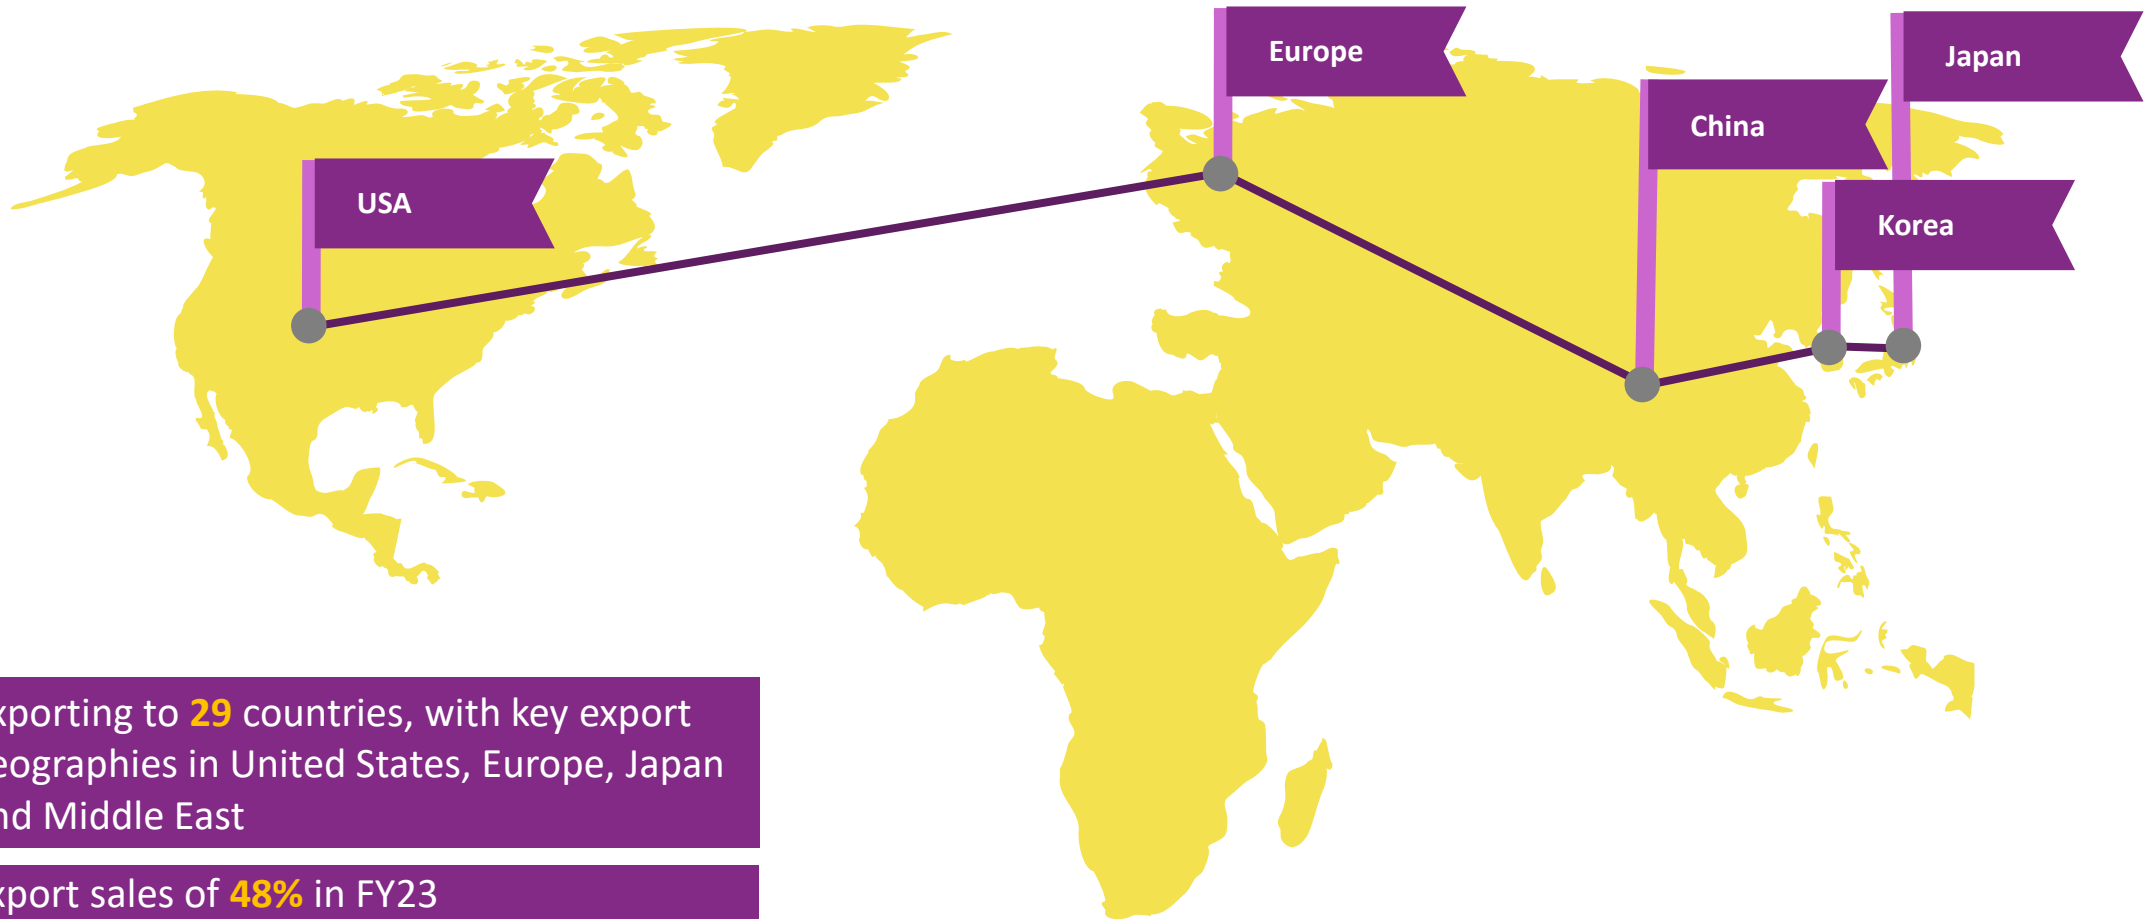 Europe
Japan
China
USA
Korea
xporting to 29 countries, with key export
eographies in United States, Europe, Japan
nd Middle East
xport sales of 48% in FY23